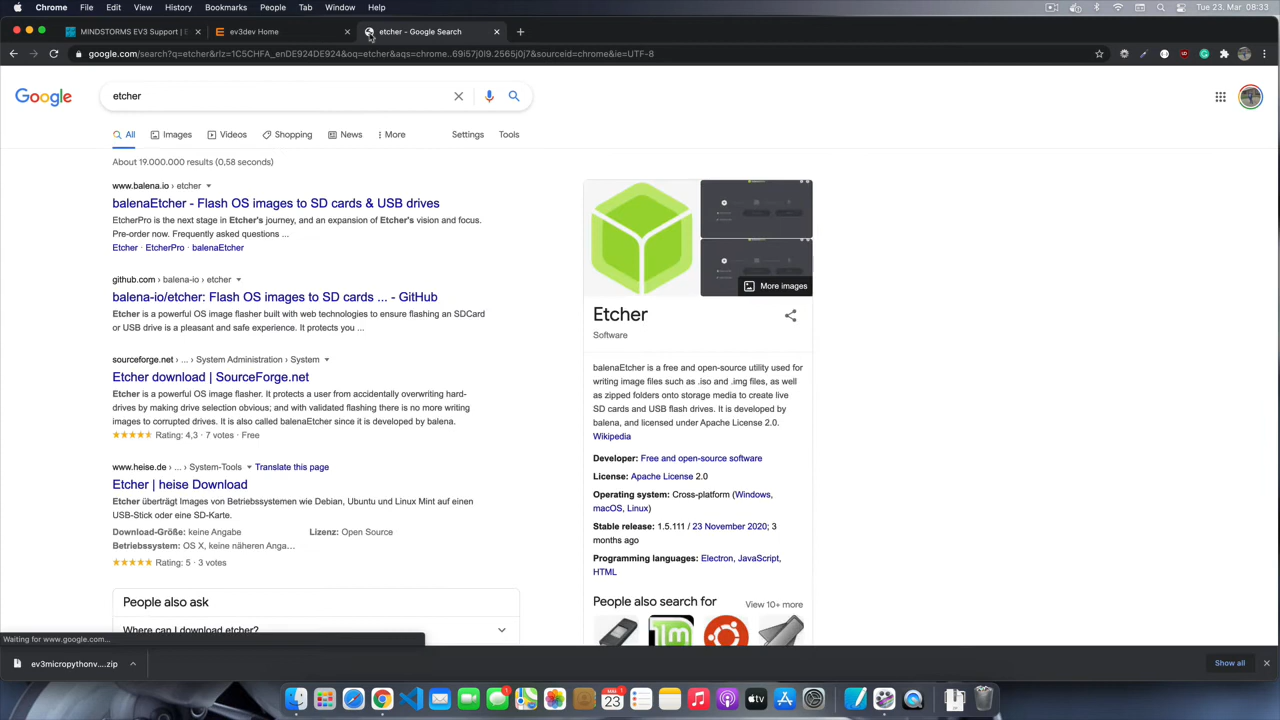 Chrome File Edit View History Bookmarks People Tab Window Help Tue 23. Mar 08:33
MINDSTORMS EV3 Support | E ev3dev Home etcher - Google Search
google.com/search?q=etcher&rlz=1C5CHFA_enDE924DE924&oq=etcher&aqs=chrome..69i57j0l9.2565j0j7&sourceid=chrome&ie=UTF-8
Google
etcher
All Images Videos Shopping News More Settings Tools
About 19.000.000 results (0,58 seconds)
www.balena.io › etcher
balenaEtcher - Flash OS images to SD cards & USB drives
EtcherPro is the next stage in Etcher's journey, and an expansion of Etcher's vision and focus.
Pre-order now. Frequently asked questions ...
Etcher · EtcherPro · balenaEtcher
github.com › balena-io › etcher
balena-io/etcher: Flash OS images to SD cards ... - GitHub
Etcher is a powerful OS image flasher built with web technologies to ensure flashing an SDCard
or USB drive is a pleasant and safe experience. It protects you ...
sourceforge.net › ... › System Administration › System
Etcher download | SourceForge.net
Etcher is a powerful OS image flasher. It protects a user from accidentally overwriting hard-
drives by making drive selection obvious; and with validated flashing there is no more writing
images to corrupted drives. It is also called balenaEtcher since it is developed by balena.
Rating: 4,3 · 7 votes · Free
www.heise.de › ... › System-Tools Translate this page
Etcher | heise Download
Etcher überträgt Images von Betriebssystemen wie Debian, Ubuntu und Linux Mint auf einen
USB-Stick oder eine SD-Karte.
Download-Größe: keine Angabe Lizenz: Open Source
Betriebssystem: OS X, keine näheren Anga...
Rating: 5 · 3 votes
People also ask
Where can I download etcher?
More images
Etcher
Software
balenaEtcher is a free and open-source utility used for
writing image files such as .iso and .img files, as well
as zipped folders onto storage media to create live
SD cards and USB flash drives. It is developed by
balena, and licensed under Apache License 2.0.
Wikipedia
Developer: Free and open-source software
License: Apache License 2.0
Operating system: Cross-platform (Windows,
macOS, Linux)
Stable release: 1.5.111 / 23 November 2020; 3
months ago
Programming languages: Electron, JavaScript,
HTML
People also search for View 10+ more
Waiting for www.google.com...
ev3micropythonv....zip Show all